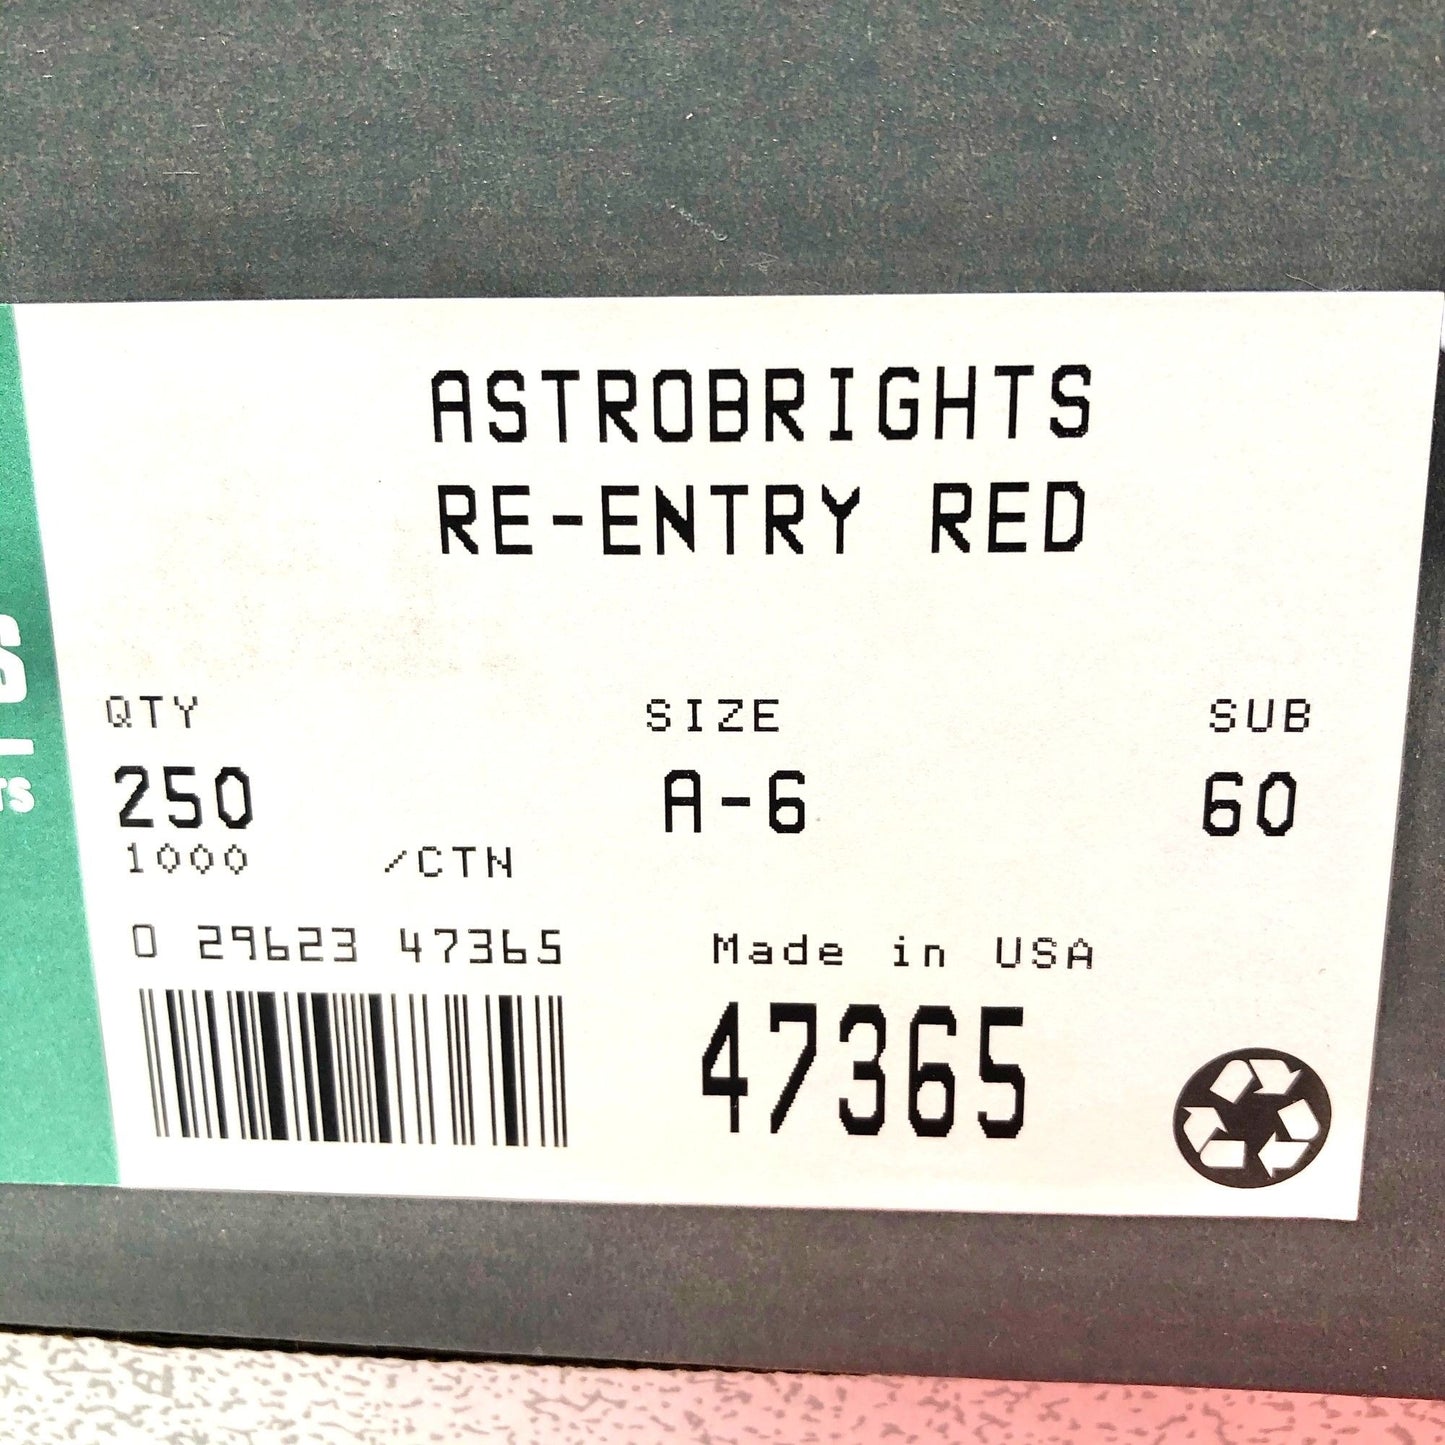 ASTROBRIGHTS
RE-ENTRY RED
QTY SIZE SUB
250 A-6 60
1000 /CTN
0 29623 47365
Made in USA
47365
S
TS